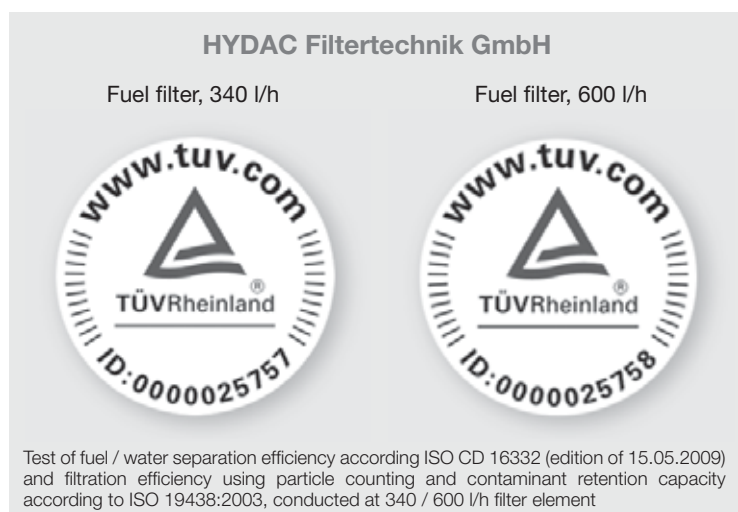 HYDAC Filtertechnik GmbH
Fuel filter, 340 l/h
Fuel filter, 600 l/h
www.tuv.com
TÜVRheinland®
ID:0000025757
www.tuv.com
TÜVRheinland®
ID:0000025758
Test of fuel / water separation efficiency according ISO CD 16332 (edition of 15.05.2009)
and filtration efficiency using particle counting and contaminant retention capacity
according to ISO 19438:2003, conducted at 340 / 600 l/h filter element